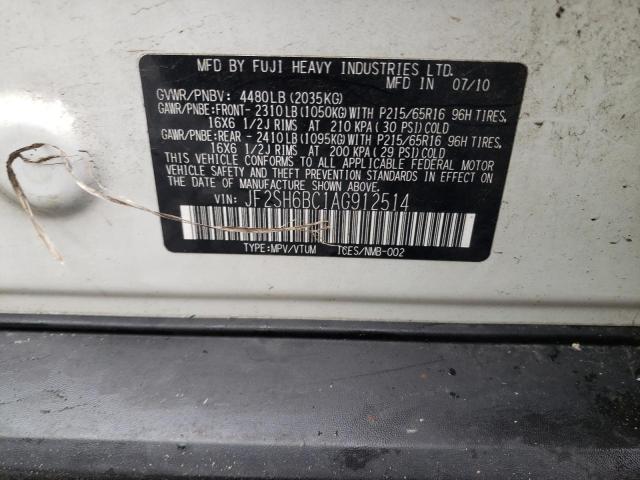 MFD BY FUJI HEAVY INDUSTRIES LTD.
MFD IN 07/10
GVWR/PNBV: 4480LB (2035KG)
GAWR/PNBE:FRONT- 2310LB (1050KG) P215/65R16 96H TIRES,
16X6 1/2J RIMS AT 210 KPA (30 PSI) COLD
GAWR/PNBE:REAR - 2410LB (1095KG) P215/65R16 96H TIRES,
16X6 1/2J RIMS AT 200 KPA (29 PSI) COLD
THIS VEHICLE CONFORMS TO ALL APPLICABLE FEDERAL MOTOR
VEHICLE SAFETY AND THEFT PREVENTION STANDARDS IN
EFFECT ON THE DATE OF MANUFACTURE SHOWN ABOVE.
VIN: JF2SH6BC1AG912514
TYPE:MPV/VTUM ICES/NMB-002